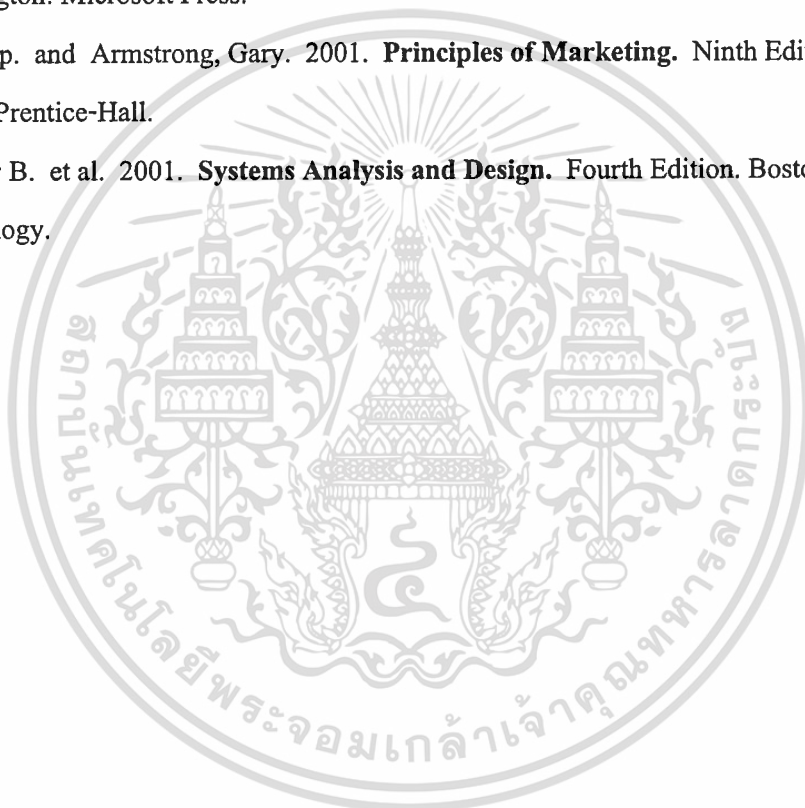 gton: Microsoft Press.
p. and Armstrong, Gary. 2001. Principles of Marketing. Ninth Edi
Prentice-Hall.
B. et al. 2001. Systems Analysis and Design. Fourth Edition. Bosto
logy.
สถาบันเทคโนโลยีพระจอมเกล้าเจ้าคุณทหารลาดกระบัง
๔